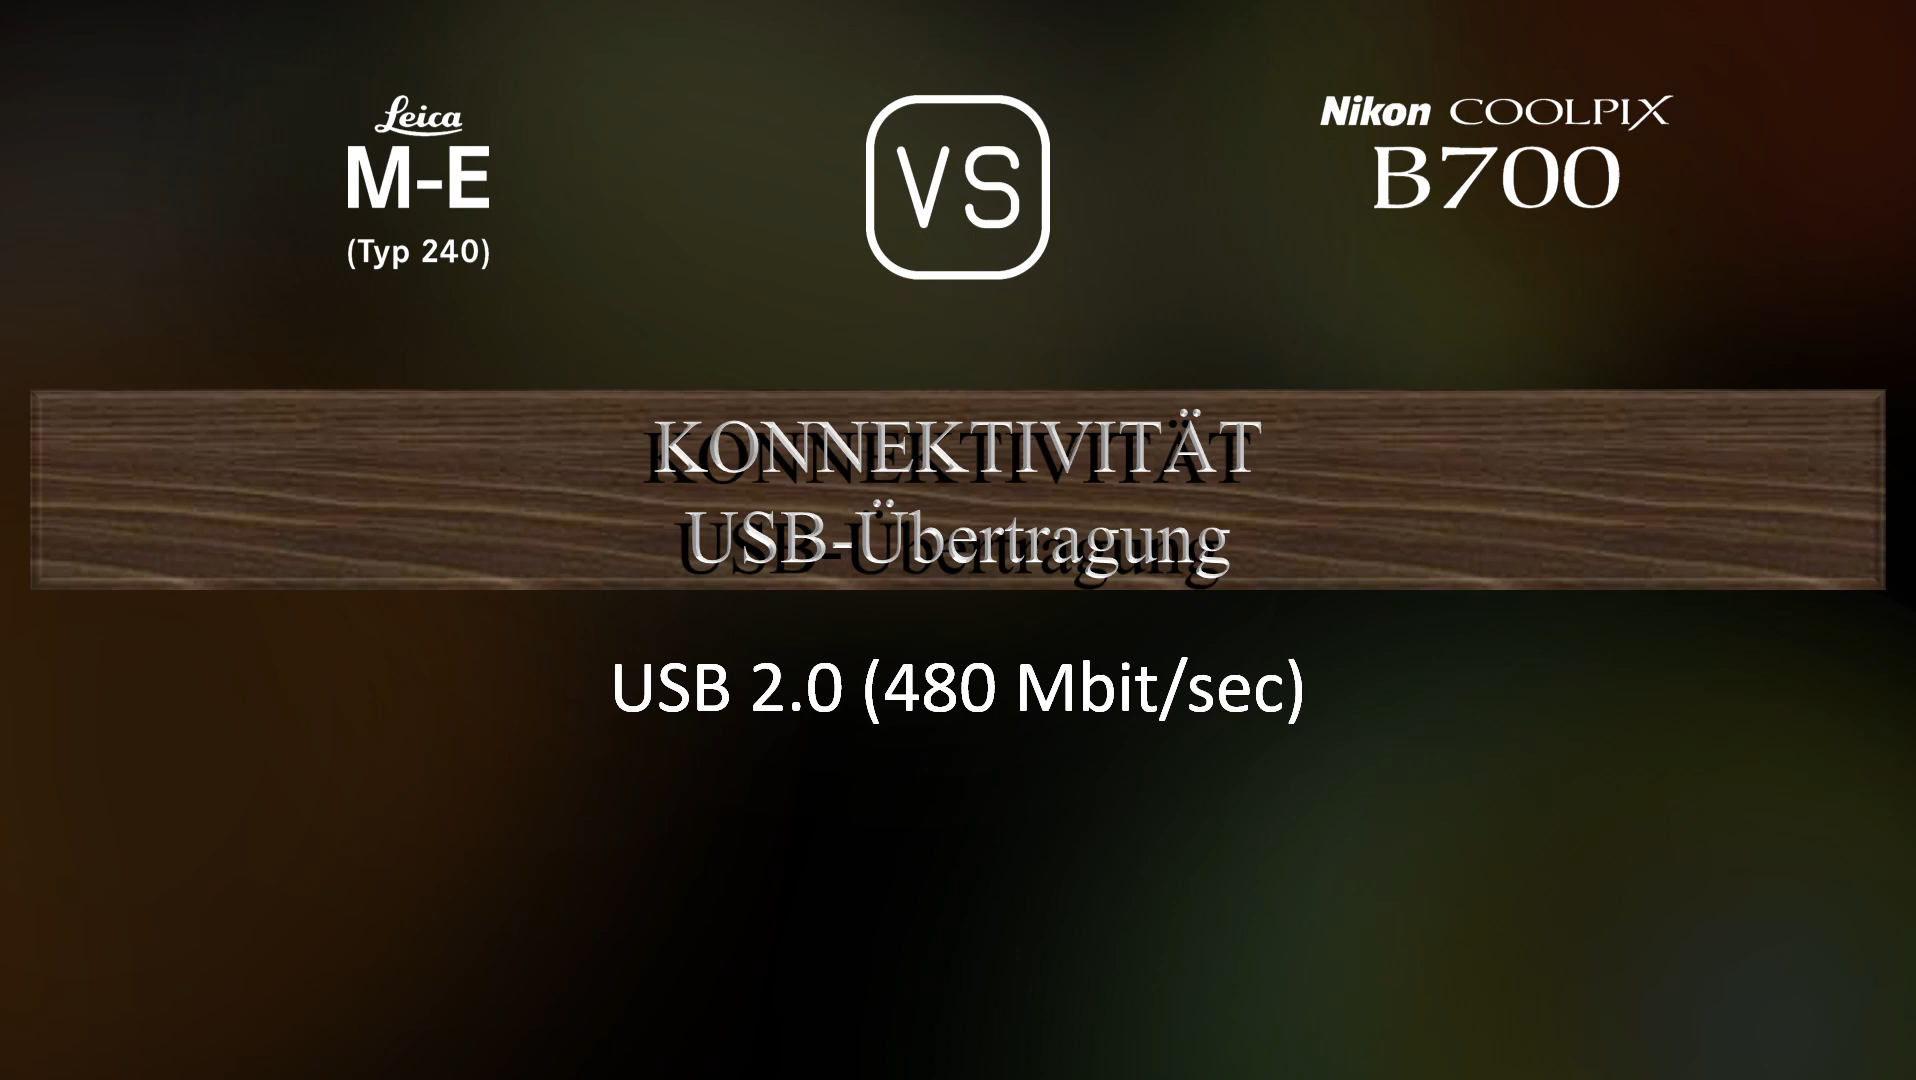 Leica
M-E
(Typ 240)
VS
Nikon COOLPIX
B700
KONNEKTIVITÄT
USB-Übertragung
USB 2.0 (480 Mbit/sec)